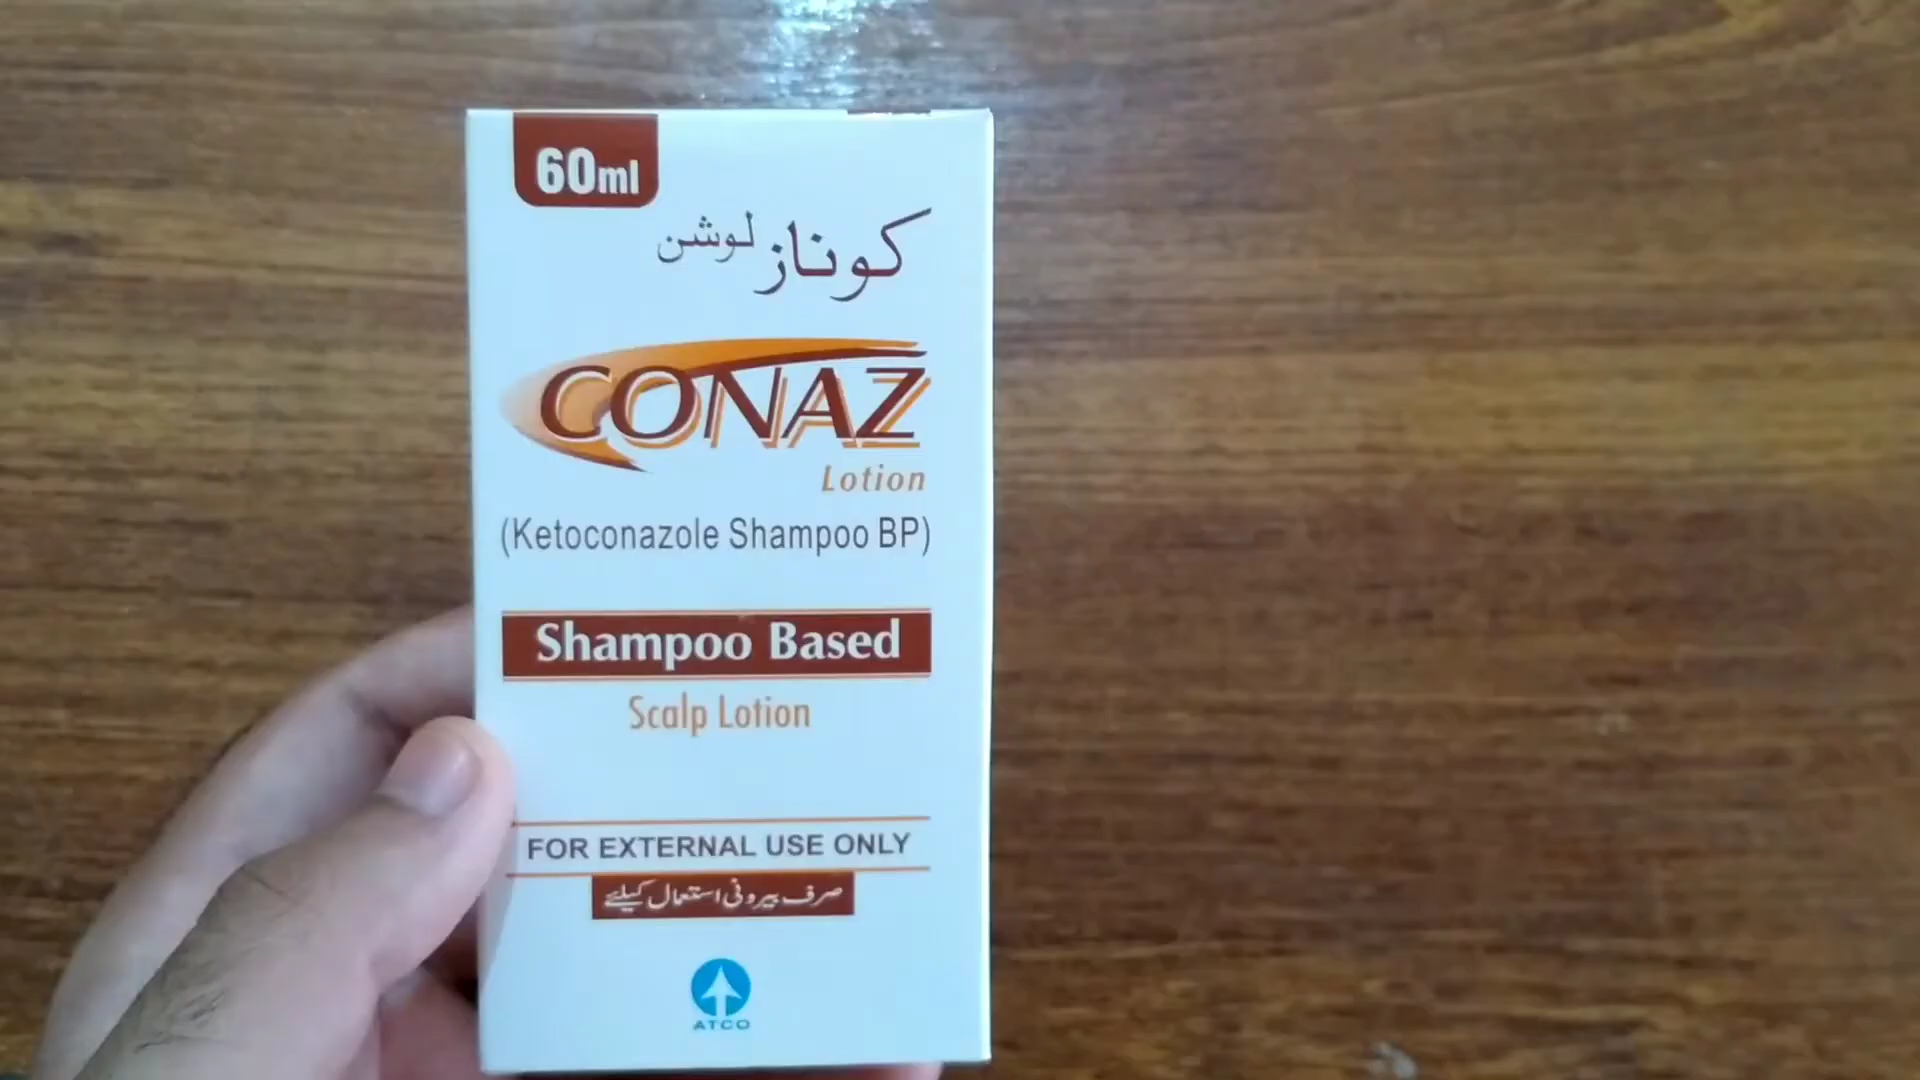 60ml
کوناز لوشن
CONAZ
Lotion
(Ketoconazole Shampoo BP)
Shampoo Based
Scalp Lotion
FOR EXTERNAL USE ONLY
صرف بیرونی استعمال کیلئے
ATCO